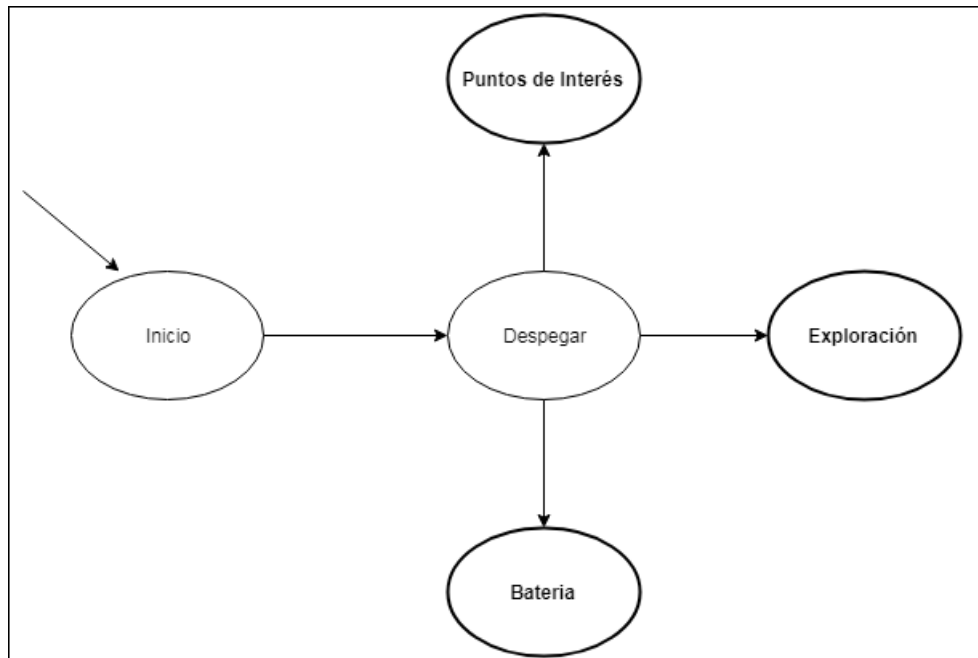 Puntos de Interés
Inicio
Despegar
Exploración
Bateria